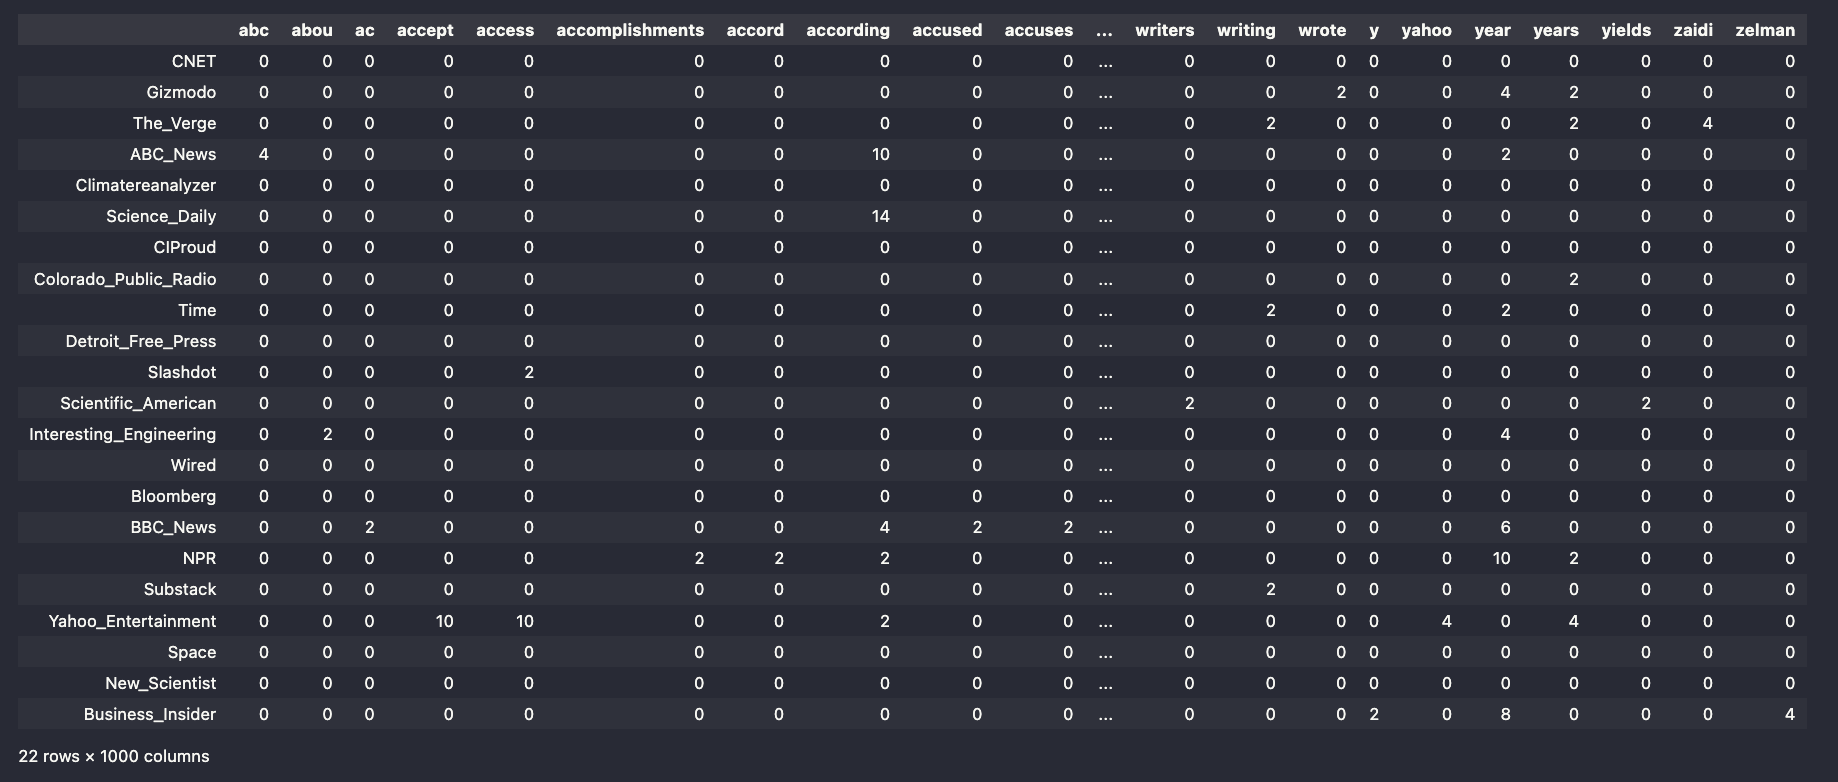 abc abou ac accept access accomplishments accord according accused accuses ... writers writing wrote y yahoo year years yields zaidi zelman
CNET 0 0 0 0 0 0 0 0 0 0 ... 0 0 0 0 0 0 0 0 0 0
Gizmodo 0 0 0 0 0 0 0 0 0 0 ... 0 0 2 0 0 4 2 0 0 0
The_Verge 0 0 0 0 0 0 0 0 0 0 ... 0 2 0 0 0 0 2 0 4 0
ABC_News 4 0 0 0 0 0 0 10 0 0 ... 0 0 0 0 0 2 0 0 0 0
Climatereanalyzer 0 0 0 0 0 0 0 0 0 0 ... 0 0 0 0 0 0 0 0 0 0
Science_Daily 0 0 0 0 0 0 0 14 0 0 ... 0 0 0 0 0 0 0 0 0 0
CIProud 0 0 0 0 0 0 0 0 0 0 ... 0 0 0 0 0 0 0 0 0 0
Colorado_Public_Radio 0 0 0 0 0 0 0 0 0 0 ... 0 0 0 0 0 0 2 0 0 0
Time 0 0 0 0 0 0 0 0 0 0 ... 0 2 0 0 0 2 0 0 0 0
Detroit_Free_Press 0 0 0 0 0 0 0 0 0 0 ... 0 0 0 0 0 0 0 0 0 0
Slashdot 0 0 0 0 2 0 0 0 0 0 ... 0 0 0 0 0 0 0 0 0 0
Scientific_American 0 0 0 0 0 0 0 0 0 0 ... 2 0 0 0 0 0 0 2 0 0
Interesting_Engineering 0 2 0 0 0 0 0 0 0 0 ... 0 0 0 0 0 4 0 0 0 0
Wired 0 0 0 0 0 0 0 0 0 0 ... 0 0 0 0 0 0 0 0 0 0
Bloomberg 0 0 0 0 0 0 0 0 0 0 ... 0 0 0 0 0 0 0 0 0 0
BBC_News 0 0 2 0 0 0 0 4 2 2 ... 0 0 0 0 0 6 0 0 0 0
NPR 0 0 0 0 0 2 2 2 0 0 ... 0 0 0 0 0 10 2 0 0 0
Substack 0 0 0 0 0 0 0 0 0 0 ... 0 2 0 0 0 0 0 0 0 0
Yahoo_Entertainment 0 0 0 10 10 0 0 2 0 0 ... 0 0 0 0 4 0 4 0 0 0
Space 0 0 0 0 0 0 0 0 0 0 ... 0 0 0 0 0 0 0 0 0 0
New_Scientist 0 0 0 0 0 0 0 0 0 0 ... 0 0 0 0 0 0 0 0 0 0
Business_Insider 0 0 0 0 0 0 0 0 0 0 ... 0 0 0 2 0 8 0 0 0 4
22 rows × 1000 columns